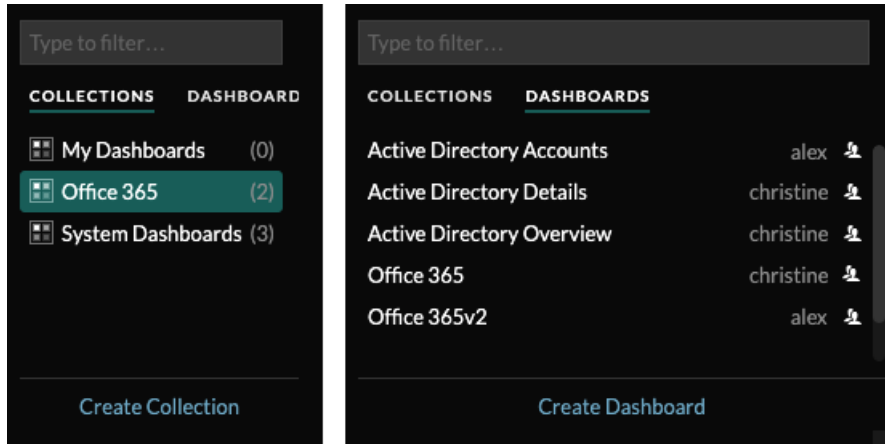 Type to filter...
COLLECTIONS DASHBOARD
My Dashboards (0)
Office 365 (2)
System Dashboards (3)
Create Collection
Type to filter...
COLLECTIONS DASHBOARDS
Active Directory Accounts alex
Active Directory Details christine
Active Directory Overview christine
Office 365 christine
Office 365v2 alex
Create Dashboard